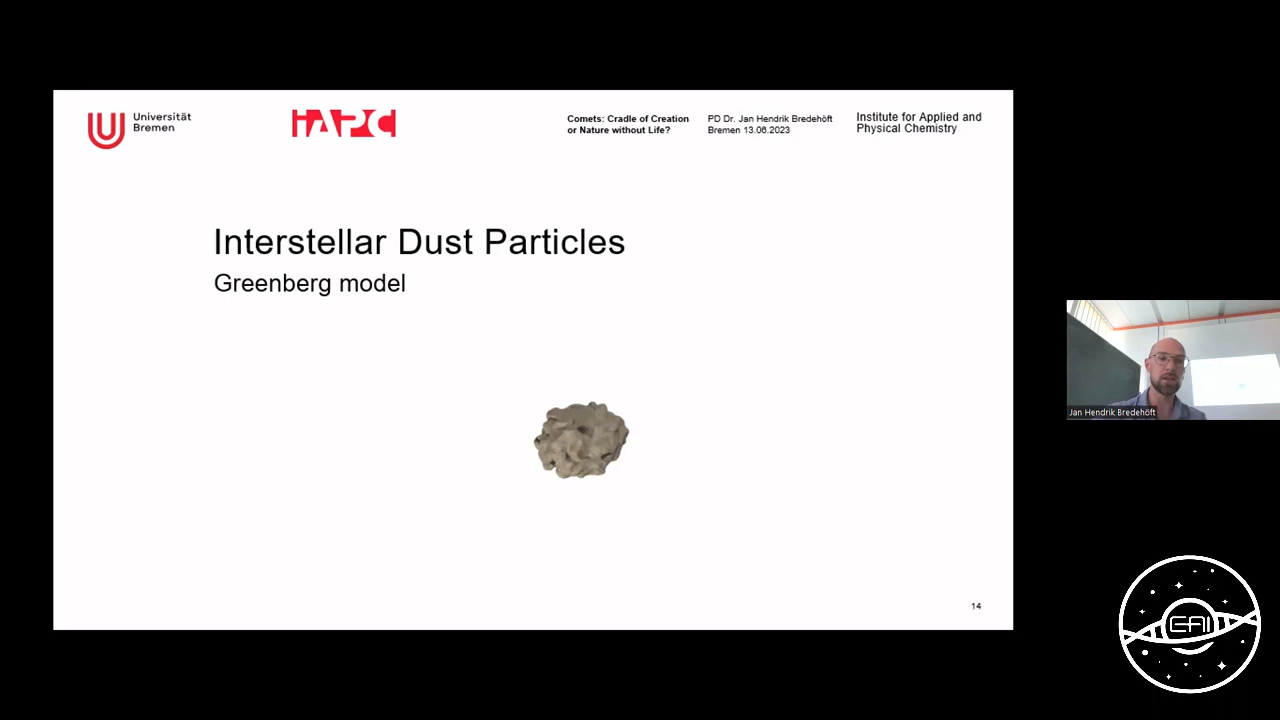 Universität
Bremen
iAPC
Comets: Cradle of Creation
or Nature without Life?
PD Dr. Jan Hendrik Bredehöft
Bremen 13.06.2023
Institute for Applied and
Physical Chemistry
Interstellar Dust Particles
Greenberg model
14
Jan Hendrik Bredehöft
EAI